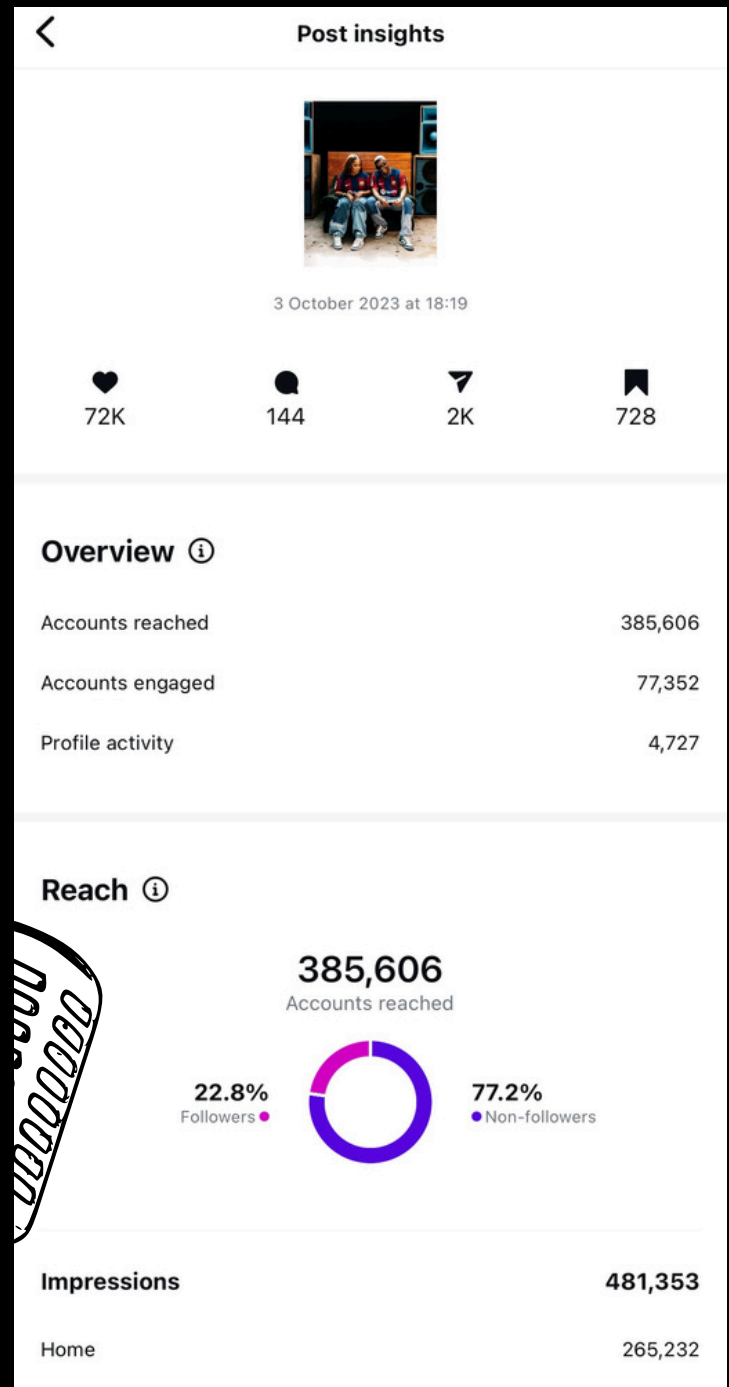 Post insights
3 October 2023 at 18:19
72K 144 2K 728
Overview
Accounts reached 385,606
Accounts engaged 77,352
Profile activity 4,727
Reach
385,606
Accounts reached
22.8% 77.2%
Followers Non-followers
Impressions 481,353
Home 265,232